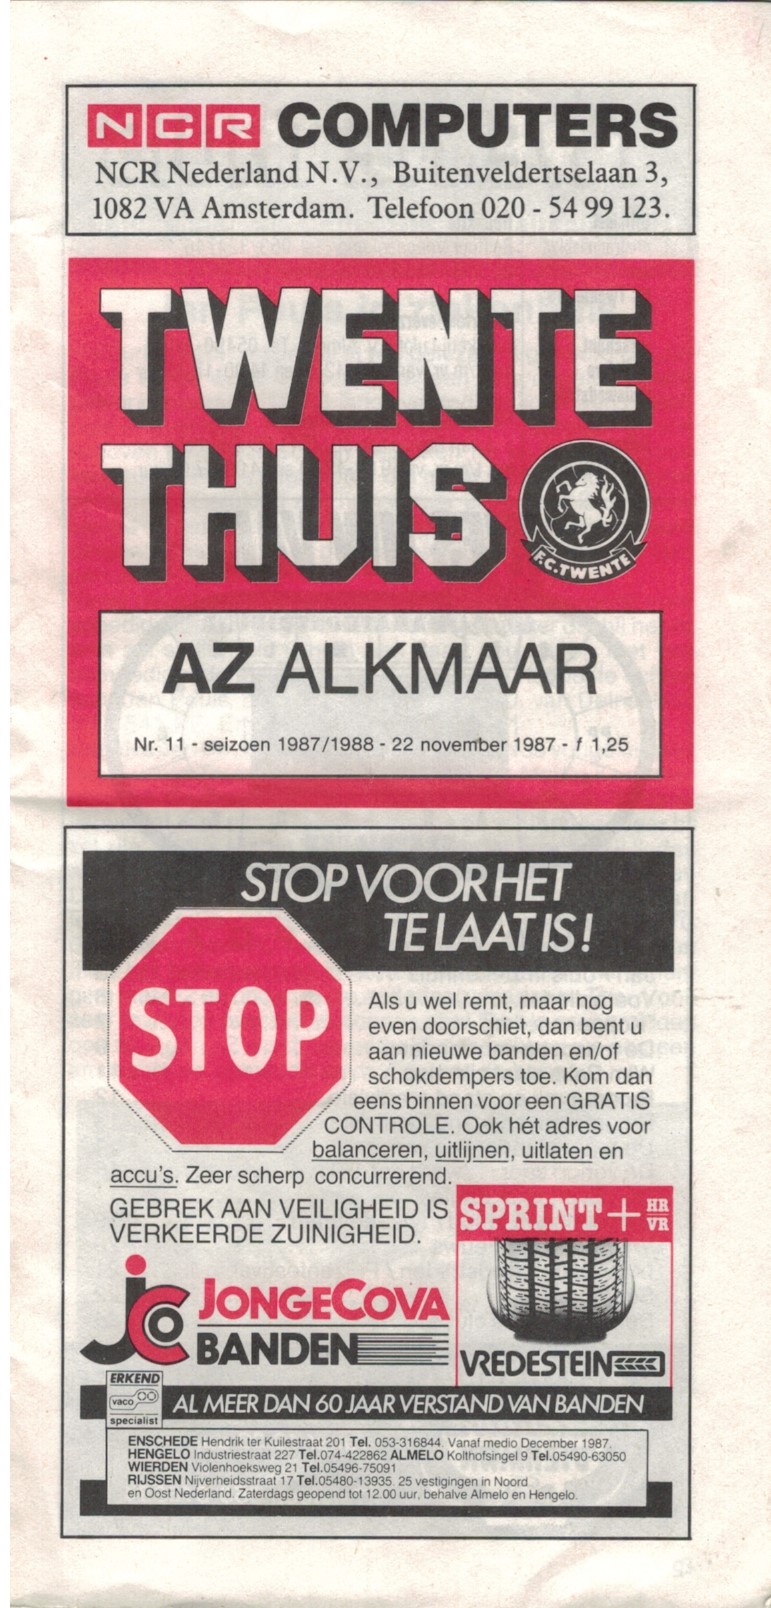 NCR COMPUTERS
NCR Nederland N.V., Buitenveldertselaan 3,
1082 VA Amsterdam. Telefoon 020 - 54 99 123.
TWENTE
THUIS
F.C. TWENTE
AZ ALKMAAR
Nr. 11 - seizoen 1987/1988 - 22 november 1987 - f 1,25
STOP VOOR HET
TE LAAT IS!
STOP
Als u wel remt, maar nog
even doorschiet, dan bent u
aan nieuwe banden en/of
schokdempers toe. Kom dan
eens binnen voor een GRATIS
CONTROLE. Ook hét adres voor
balanceren, uitlijnen, uitlaten en
accu's. Zeer scherp concurrerend.
GEBREK AAN VEILIGHEID IS
VERKEERDE ZUINIGHEID.
SPRINT+ HR
VR
jCo JONGECOVA
BANDEN
VREDESTEIN
ERKEND
vaco
specialist
AL MEER DAN 60 JAAR VERSTAND VAN BANDEN
ENSCHEDE Hendrik ter Kuilestraat 201 Tel. 053-316844. Vanaf medio December 1987.
HENGELO Industriestraat 227 Tel.074-422862 ALMELO Kolthofsingel 9 Tel.05490-63050
WIERDEN Violenhoeksweg 21 Tel.05496-75091
RIJSSEN Nijverheidsstraat 17 Tel.05480-13935. 25 vestigingen in Noord
en Oost Nederland. Zaterdags geopend tot 12.00 uur, behalve Almelo en Hengelo.